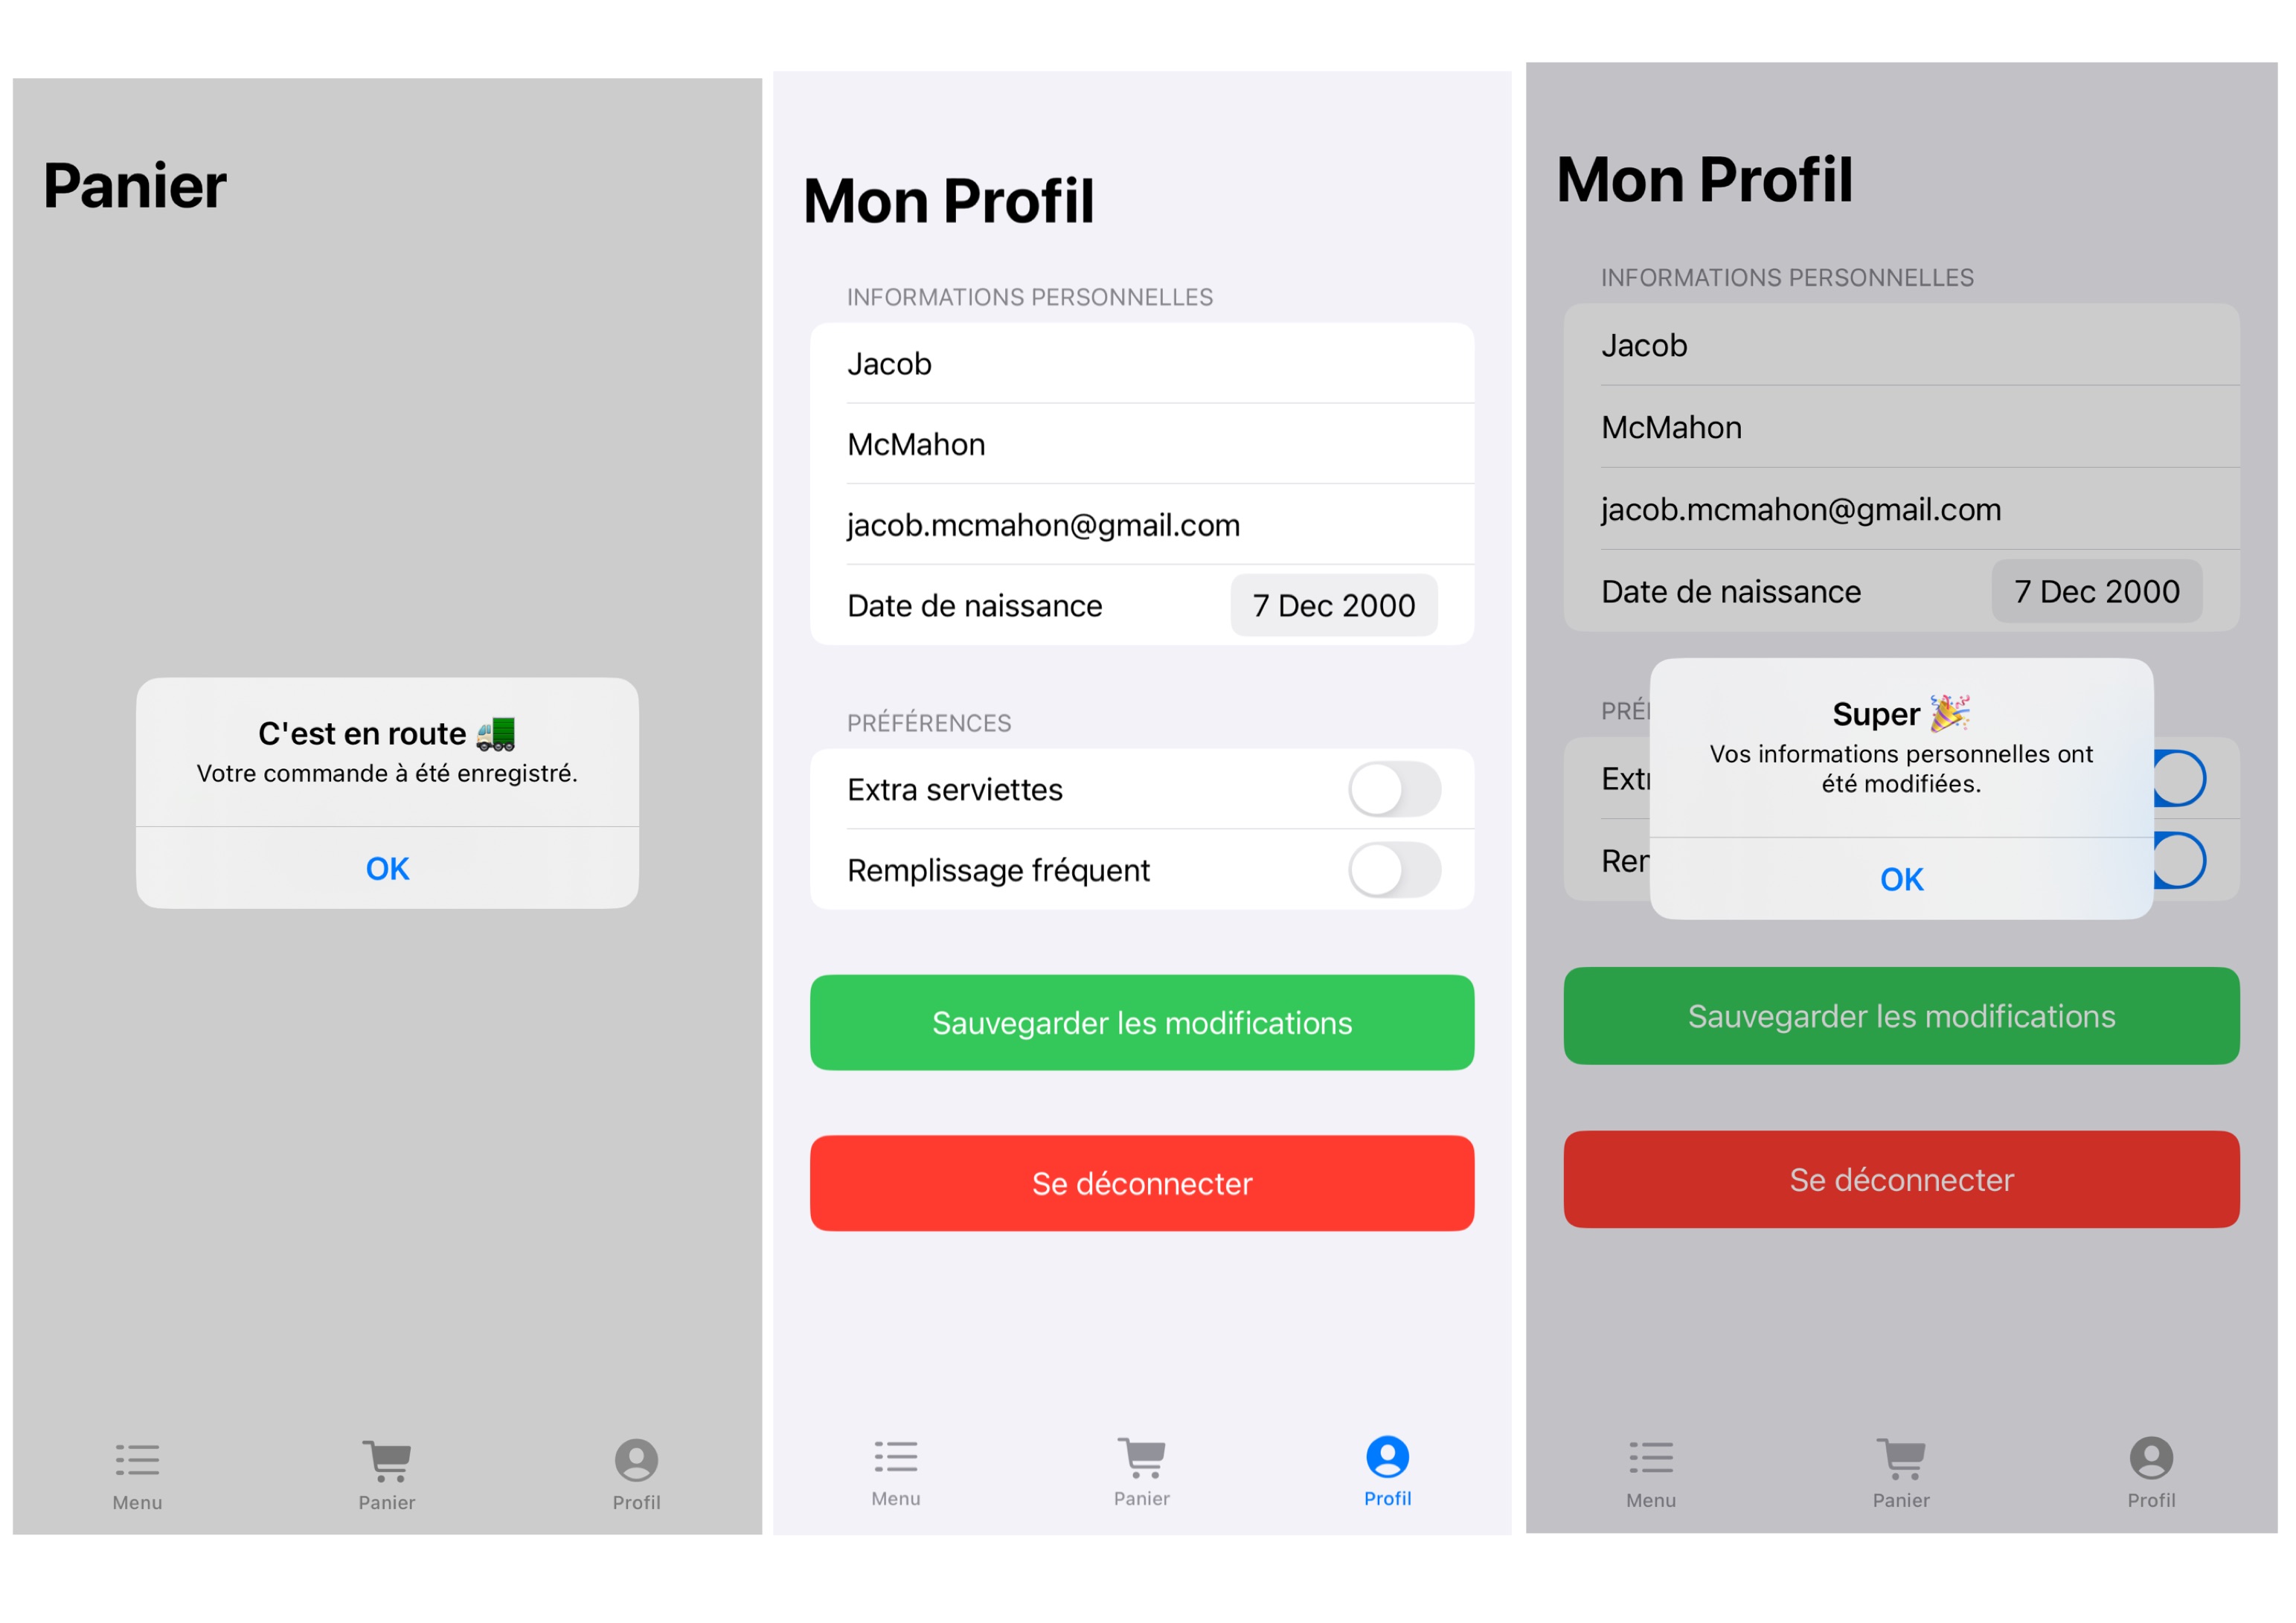 Panier
C'est en route 🚛
Votre commande à été enregistré.
OK
Menu
Panier
Profil
Mon Profil
INFORMATIONS PERSONNELLES
Jacob
McMahon
jacob.mcmahon@gmail.com
Date de naissance 7 Dec 2000
PRÉFÉRENCES
Extra serviettes
Remplissage fréquent
Sauvegarder les modifications
Se déconnecter
Menu
Panier
Profil
Mon Profil
INFORMATIONS PERSONNELLES
Jacob
McMahon
jacob.mcmahon@gmail.com
Date de naissance 7 Dec 2000
PRÉ
Super 🎉
Vos informations personnelles ont
été modifiées.
Ext
Rer
OK
Sauvegarder les modifications
Se déconnecter
Menu
Panier
Profil